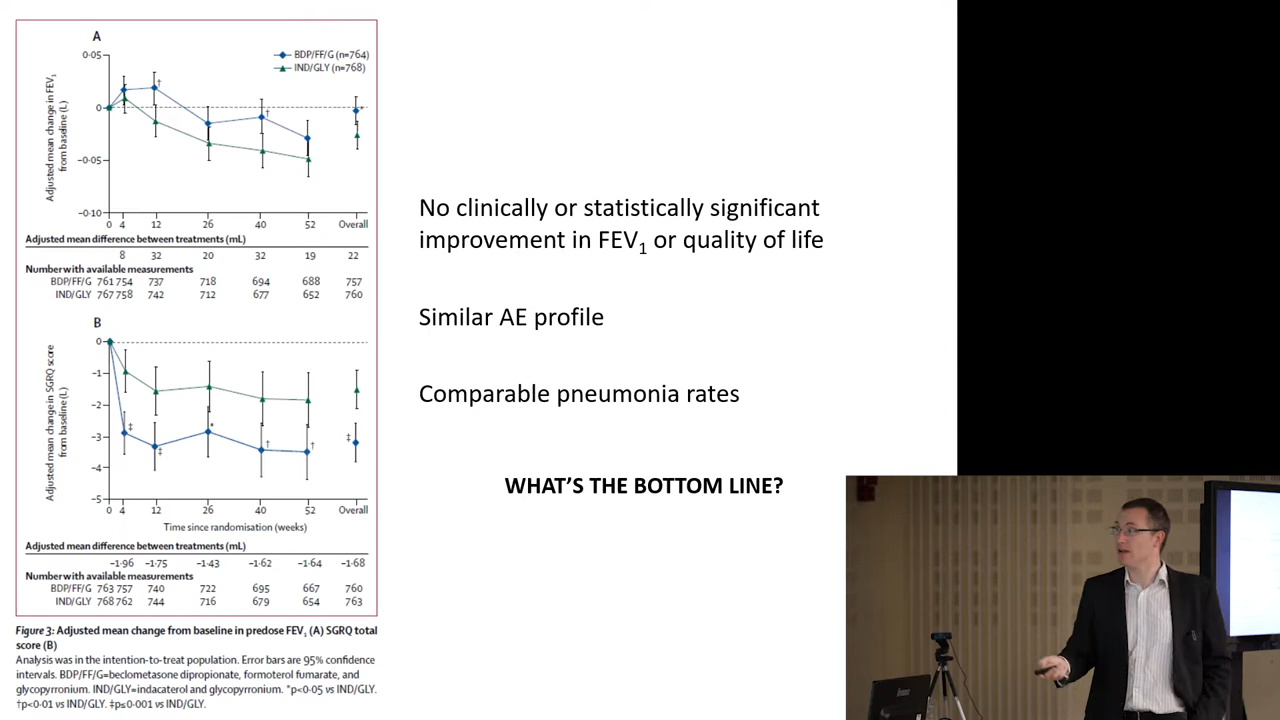 A
0·05
BDP/FF/G (n=764)
IND/GLY (n=768)
Adjusted mean change in FEV1
from baseline (L)
0
†
†
*
−0·05
−0·10
0 4 12 26 40 52 Overall
Adjusted mean difference between treatments (mL)
8 32 20 32 19 22
Number with available measurements
BDP/FF/G 761 754 737 718 694 688 757
IND/GLY 767 758 742 712 677 652 760
B
Adjusted mean change in SGRQ score
from baseline (L)
0
−1
−2
−3
−4
−5
‡
‡
*
†
†
‡
0 4 12 26 40 52 Overall
Time since randomisation (weeks)
Adjusted mean difference between treatments (mL)
−1·96 −1·75 −1·43 −1·62 −1·64 −1·68
Number with available measurements
BDP/FF/G 763 757 740 722 695 667 760
IND/GLY 768 762 744 716 679 654 763
Figure 3: Adjusted mean change from baseline in predose FEV1 (A) SGRQ total
score (B)
Analysis was in the intention-to-treat population. Error bars are 95% confidence
intervals. BDP/FF/G=beclometasone dipropionate, formoterol fumarate, and
glycopyrronium. IND/GLY=indacaterol and glycopyrronium. *p<0·05 vs IND/GLY.
†p<0·01 vs IND/GLY. ‡p≤0·001 vs IND/GLY.
No clinically or statistically significant
improvement in FEV1 or quality of life
Similar AE profile
Comparable pneumonia rates
WHAT'S THE BOTTOM LINE?